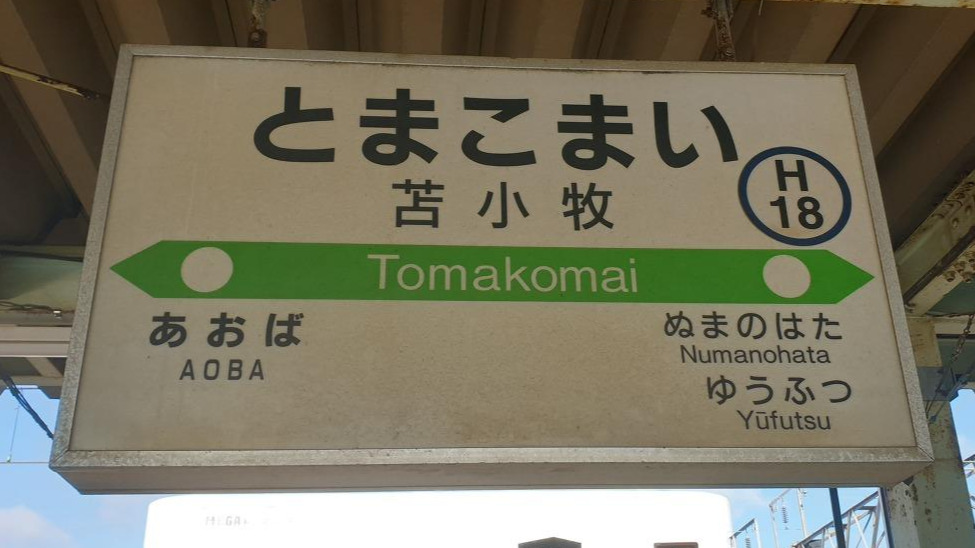 とまこまい
苫小牧
H
18
Tomakomai
あおば
AOBA
ぬまのはた
Numanohata
ゆうふつ
Yūfutsu
MEGA